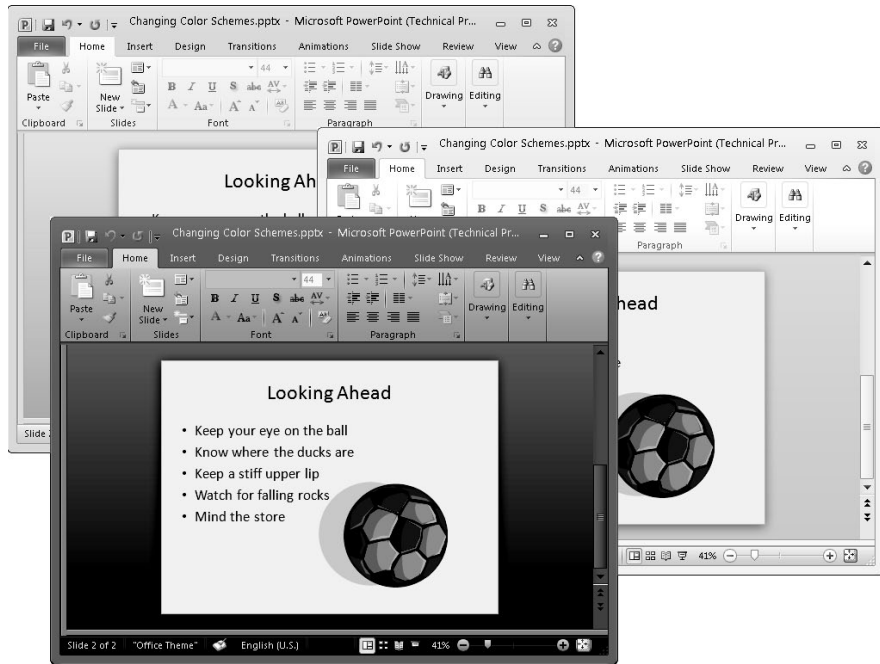 Changing Color Schemes.pptx - Microsoft PowerPoint (Technical Pr...
File Home Insert Design Transitions Animations Slide Show Review View
44
Paste New Slide Drawing Editing
Clipboard Slides Font Paragraph
Looking Ah
Slide
Changing Color Schemes.pptx - Microsoft PowerPoint (Technical Pr...
File Home Insert Design Transitions Animations Slide Show Review View
44
B I U S abc AV
Drawing Editing
Paragraph
head
41%
Changing Color Schemes.pptx - Microsoft PowerPoint (Technical Pr...
File Home Insert Design Transitions Animations Slide Show Review View
44
B I U S abc AV
Paste New Slide A Aa A A Drawing Editing
Clipboard Slides Font Paragraph
Looking Ahead
• Keep your eye on the ball
• Know where the ducks are
• Keep a stiff upper lip
• Watch for falling rocks
• Mind the store
Slide 2 of 2 "Office Theme" English (U.S.) 41%